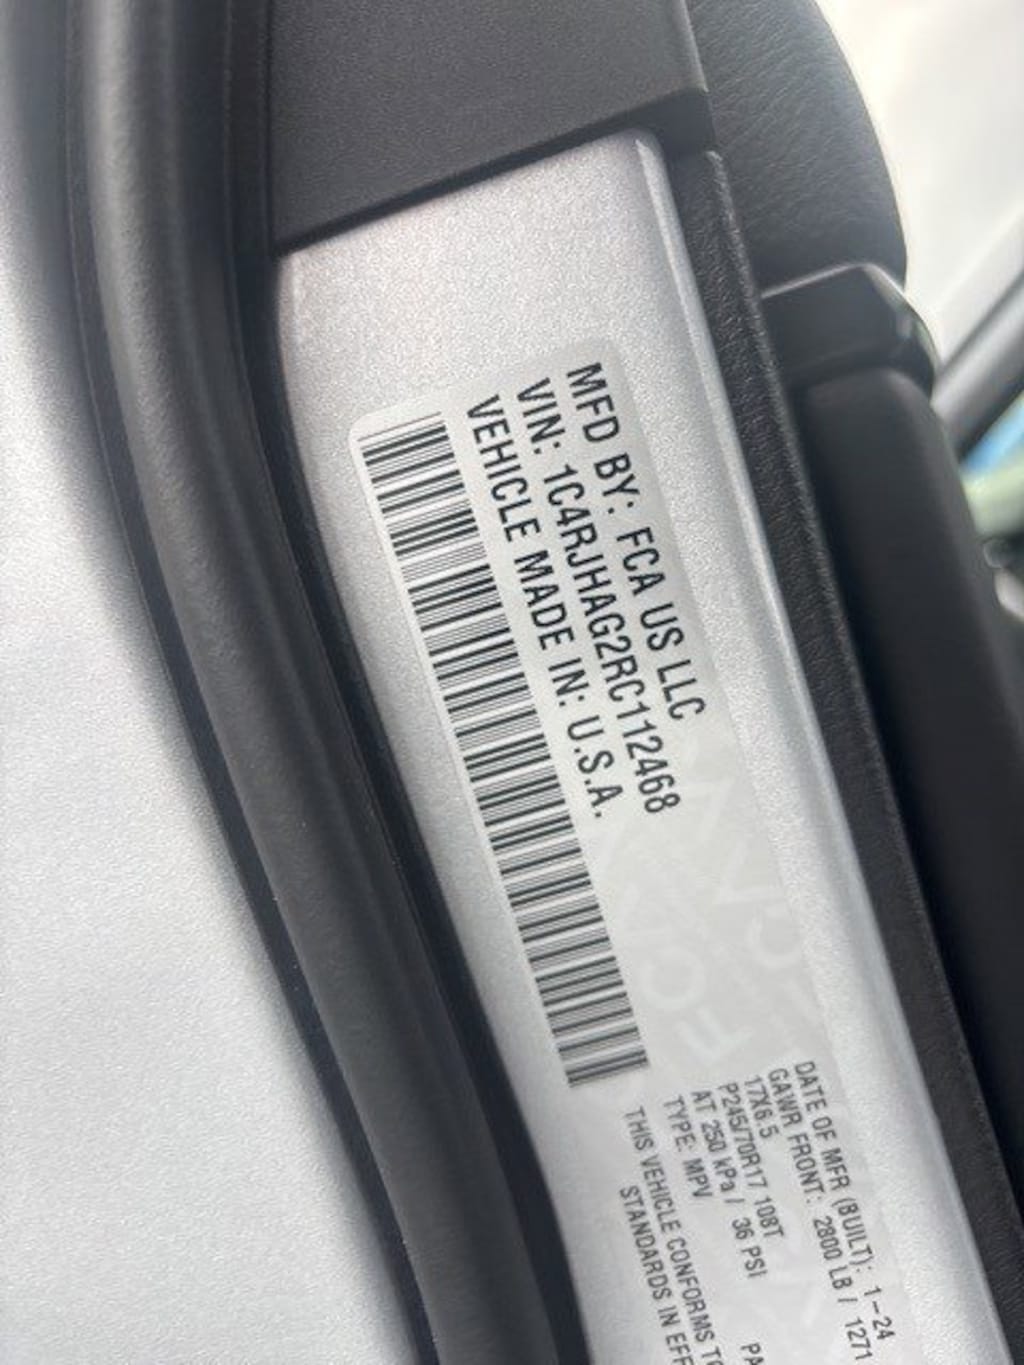 MFD BY: FCA US LLC
VIN: 1C4RJHAG2RC112468
VEHICLE MADE IN: U.S.A.
DATE OF MFR (BUILT): 1-24
GAWR FRONT: 2800 LB / 1271
17X6.5
P245/70R17 108T
AT 250 kPa / 36 PSI
TYPE: MPV
THIS VEHICLE CONFORMS TO
STANDARDS IN EFF
FCA